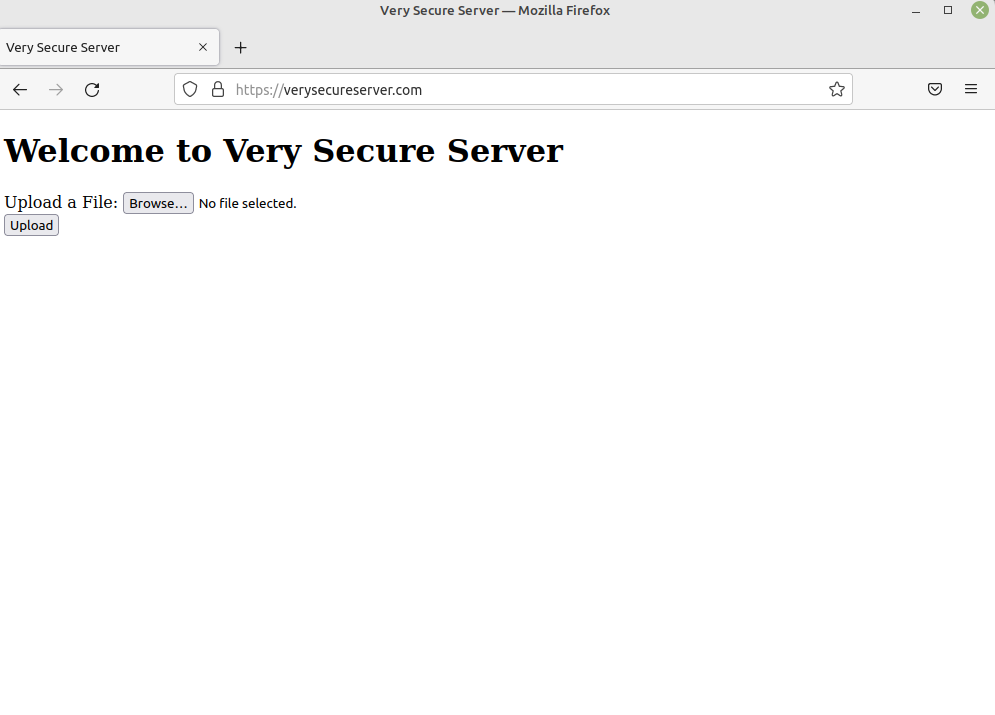 Very Secure Server — Mozilla Firefox
Very Secure Server
https://verysecureserver.com
Welcome to Very Secure Server
Upload a File: Browse... No file selected.
Upload